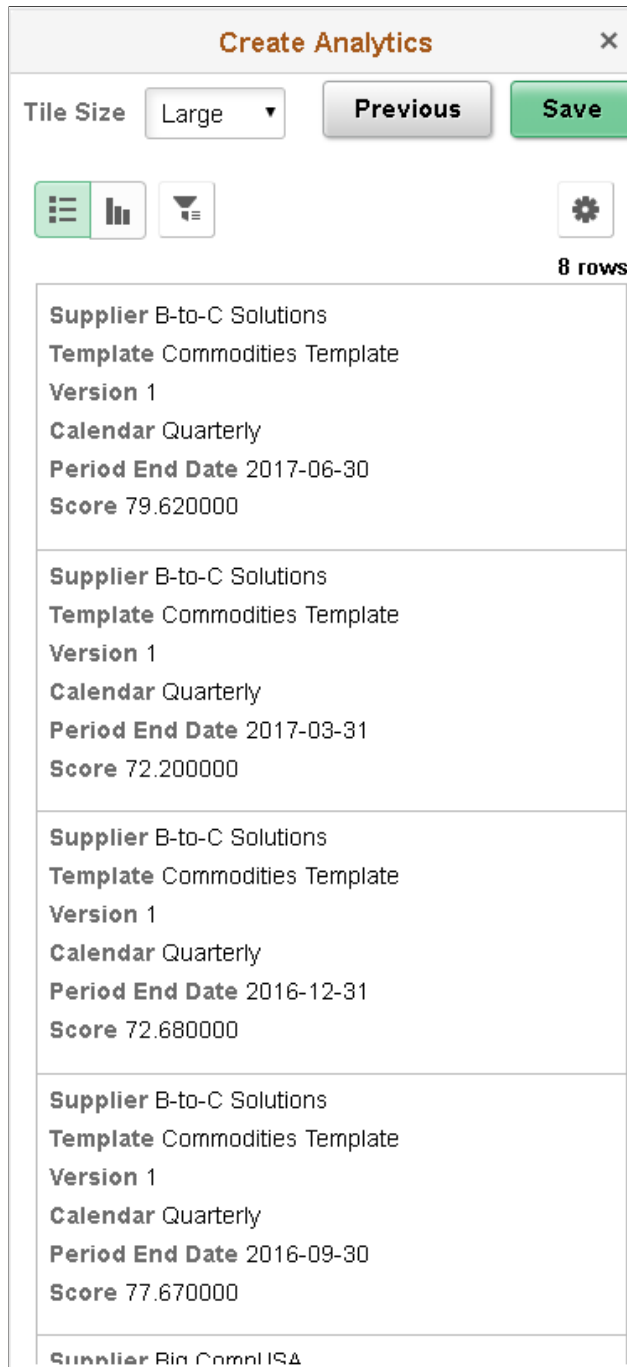 Create Analytics ×
Tile Size Large Previous Save
8 rows
Supplier B-to-C Solutions
Template Commodities Template
Version 1
Calendar Quarterly
Period End Date 2017-06-30
Score 79.620000
Supplier B-to-C Solutions
Template Commodities Template
Version 1
Calendar Quarterly
Period End Date 2017-03-31
Score 72.200000
Supplier B-to-C Solutions
Template Commodities Template
Version 1
Calendar Quarterly
Period End Date 2016-12-31
Score 72.680000
Supplier B-to-C Solutions
Template Commodities Template
Version 1
Calendar Quarterly
Period End Date 2016-09-30
Score 77.670000
Supplier Big CompUSA